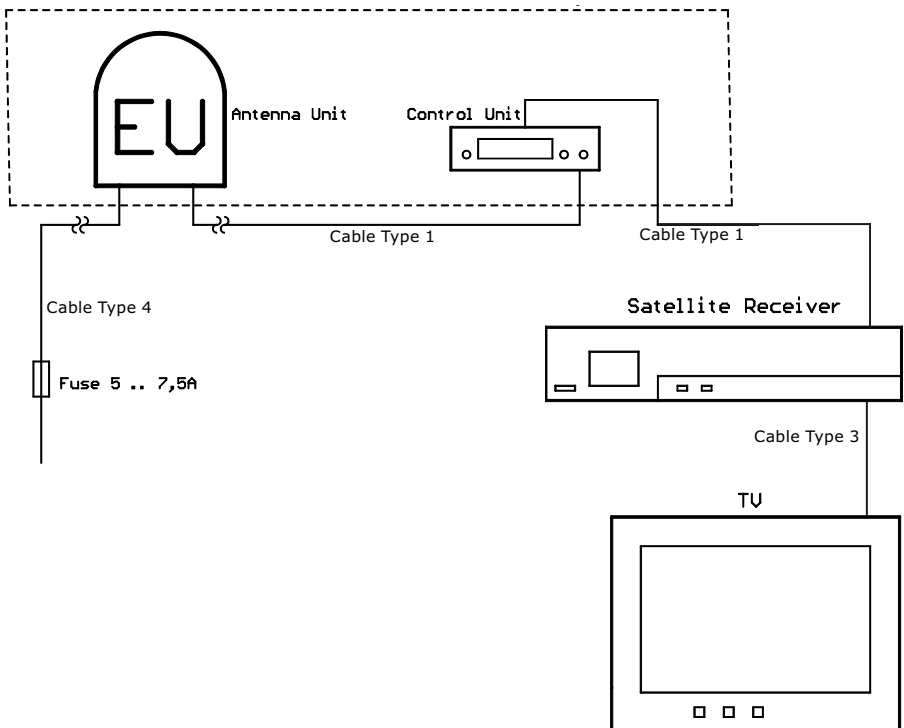 EU
Antenna Unit
Control Unit
Cable Type 1
Cable Type 1
Cable Type 4
Satellite Receiver
Fuse 5 .. 7,5A
Cable Type 3
TV